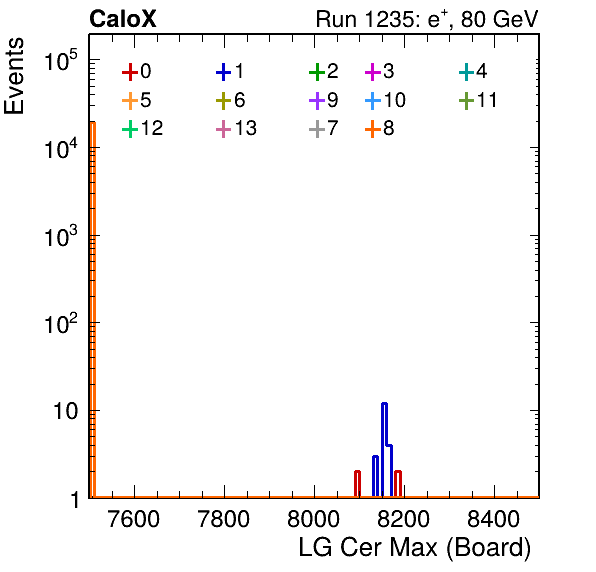 CaloX Run 1235: e⁺, 80 GeV
Events
10⁵
10⁴
10³
10²
10
1
0 1 2 3 4
5 6 9 10 11
12 13 7 8
7600 7800 8000 8200 8400
LG Cer Max (Board)